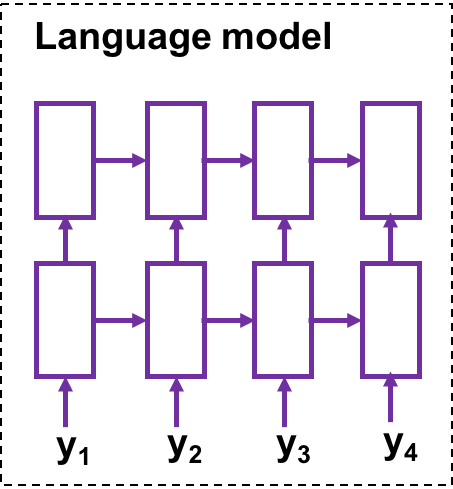 Language model
y₁ y₂ y₃ y₄